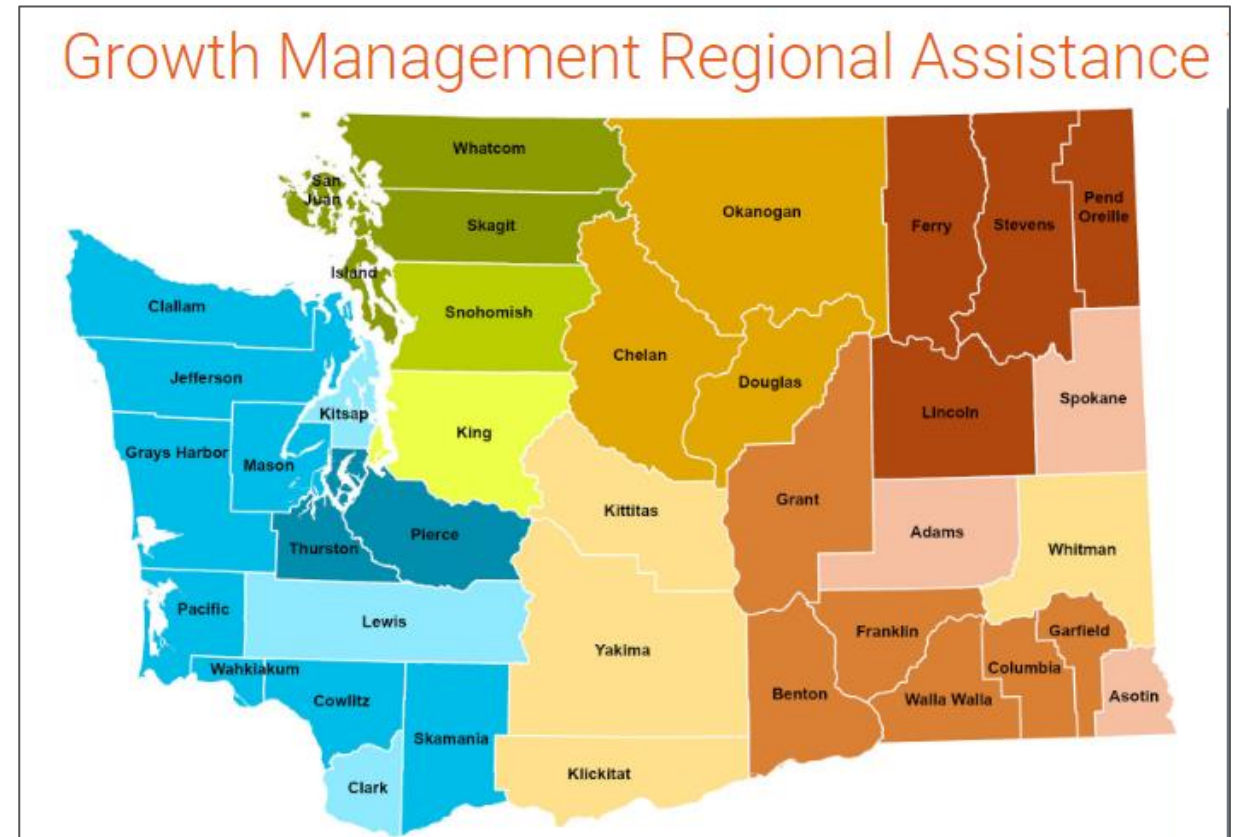 Growth Management Regional Assistance
Whatcom
San
Juan
Skagit
Island
Okanogan
Ferry
Stevens
Pend
Oreille
Clallam
Snohomish
Chelan
Douglas
Jefferson
Kitsap
King
Lincoln
Spokane
Grays Harbor
Mason
Kittitas
Grant
Adams
Whitman
Thurston
Pierce
Pacific
Lewis
Yakima
Franklin
Garfield
Wahkiakum
Cowlitz
Benton
Walla Walla
Columbia
Asotin
Skamania
Clark
Klickitat